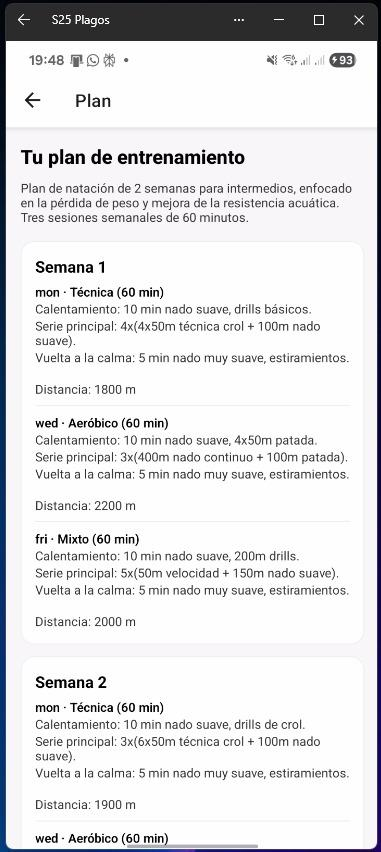 S25 Plagos
19:48
93
Plan
Tu plan de entrenamiento
Plan de natación de 2 semanas para intermedios, enfocado
en la pérdida de peso y mejora de la resistencia acuática.
Tres sesiones semanales de 60 minutos.
Semana 1
mon · Técnica (60 min)
Calentamiento: 10 min nado suave, drills básicos.
Serie principal: 4x(4x50m técnica crol + 100m nado
suave).
Vuelta a la calma: 5 min nado muy suave, estiramientos.
Distancia: 1800 m
wed · Aeróbico (60 min)
Calentamiento: 10 min nado suave, 4x50m patada.
Serie principal: 3x(400m nado continuo + 100m patada).
Vuelta a la calma: 5 min nado muy suave, estiramientos.
Distancia: 2200 m
fri · Mixto (60 min)
Calentamiento: 10 min nado suave, 200m drills.
Serie principal: 5x(50m velocidad + 150m nado suave).
Vuelta a la calma: 5 min nado muy suave, estiramientos.
Distancia: 2000 m
Semana 2
mon · Técnica (60 min)
Calentamiento: 10 min nado suave, drills de crol.
Serie principal: 3x(6x50m técnica crol + 100m nado
suave).
Vuelta a la calma: 5 min nado muy suave, estiramientos.
Distancia: 1900 m
wed · Aeróbico (60 min)